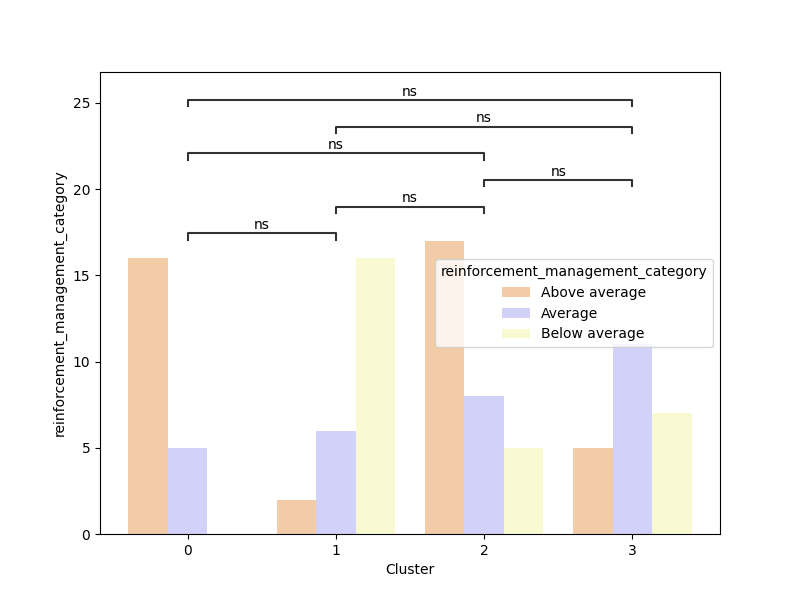 ns
ns
ns
ns
ns
ns
25
20
15
10
5
0
reinforcement_management_category
reinforcement_management_category
Above average
Average
Below average
0 1 2 3
Cluster